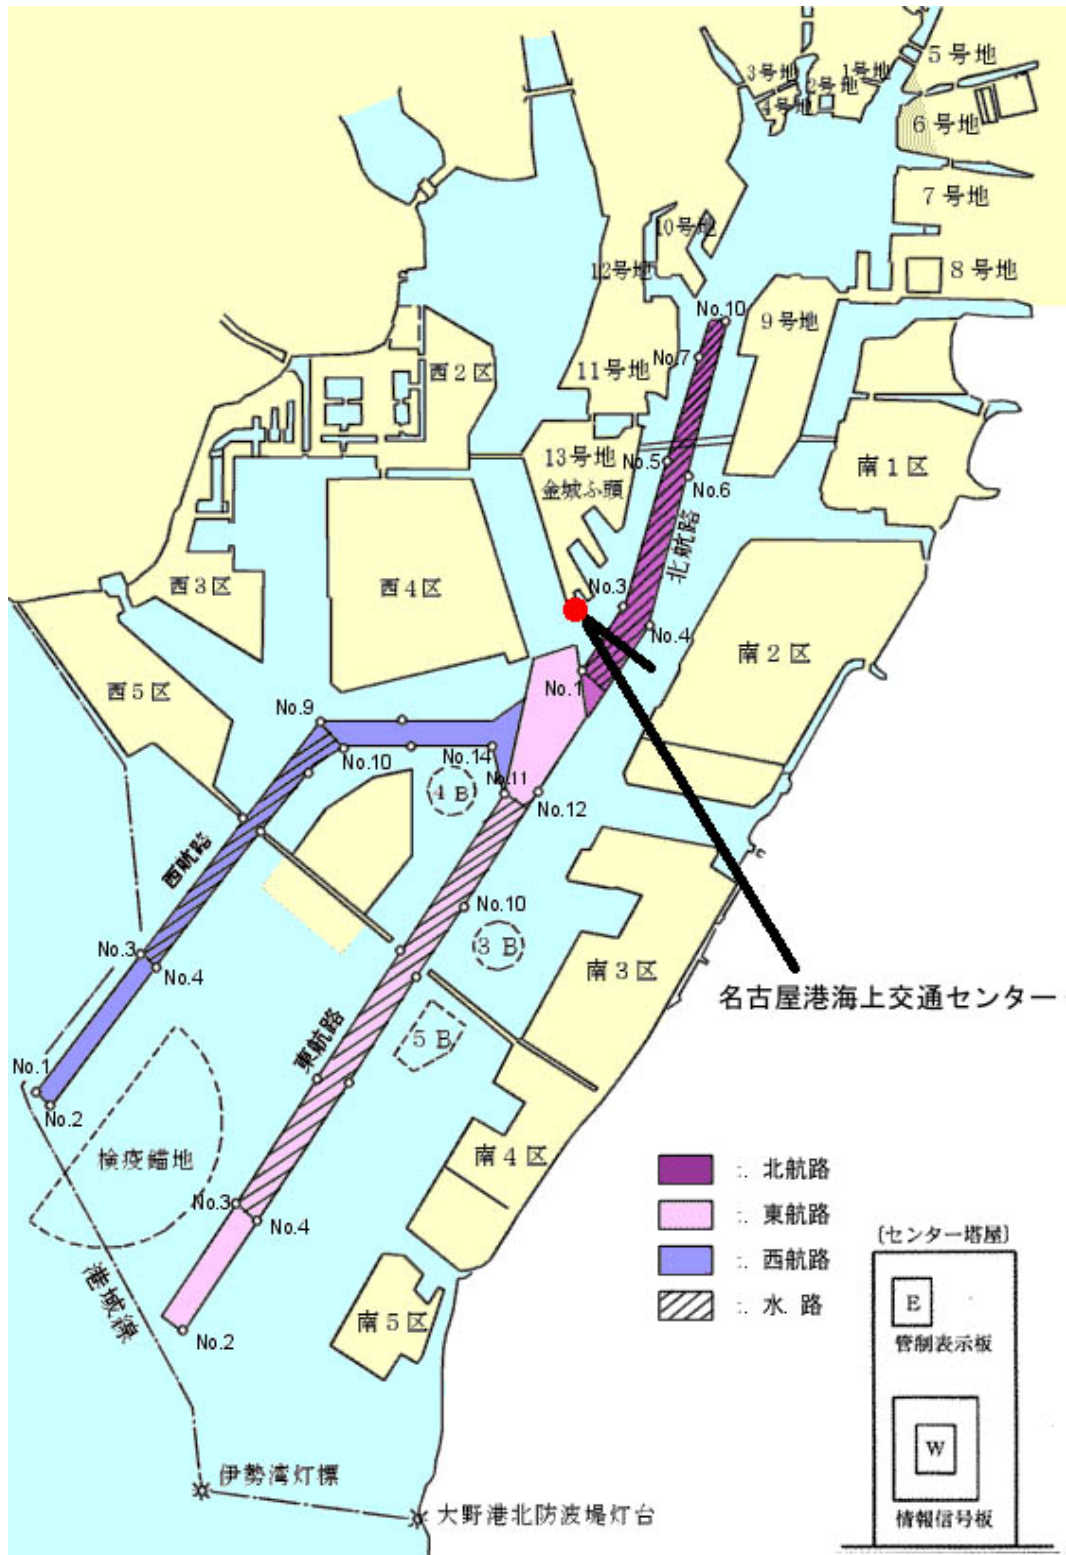 5号地
3号地
1号地
2号地
4号地
6号地
7号地
10号地
12号地
8号地
No.10
9号地
No.7
11号地
西2区
13号地
金城ふ頭
No.5
No.6
南1区
北航路
西3区
西4区
No.3
No.4
南2区
西5区
No.1
No.9
No.10
No.14
No.11
4B
No.12
西航路
No.10
3B
No.3
No.4
南3区
名古屋港海上交通センター
東航路
5B
No.1
No.2
検疫錨地
南4区
No.3
No.4
港域線
南5区
No.2
:. 北航路
:. 東航路
:. 西航路
:. 水. 路
(センター塔屋)
E
管制表示板
W
情報信号板
伊勢湾灯標
大野港北防波堤灯台